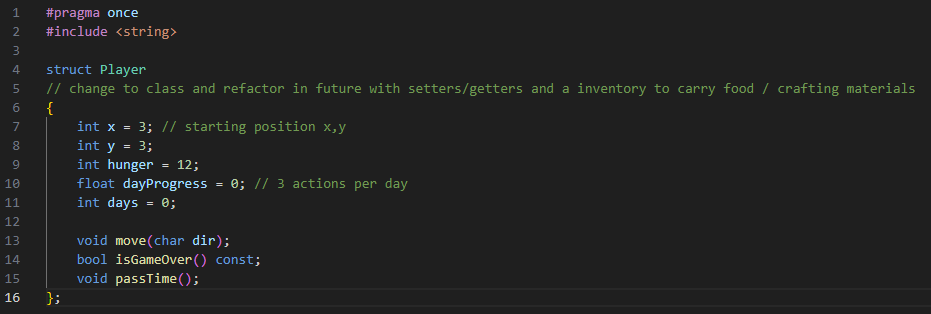 1 #pragma once
2 #include <string>
3
4 struct Player
5 // change to class and refactor in future with setters/getters and a inventory to carry food / crafting materials
6 {
7     int x = 3; // starting position x,y
8     int y = 3;
9     int hunger = 12;
10     float dayProgress = 0; // 3 actions per day
11     int days = 0;
12
13     void move(char dir);
14     bool isGameOver() const;
15     void passTime();
16 };